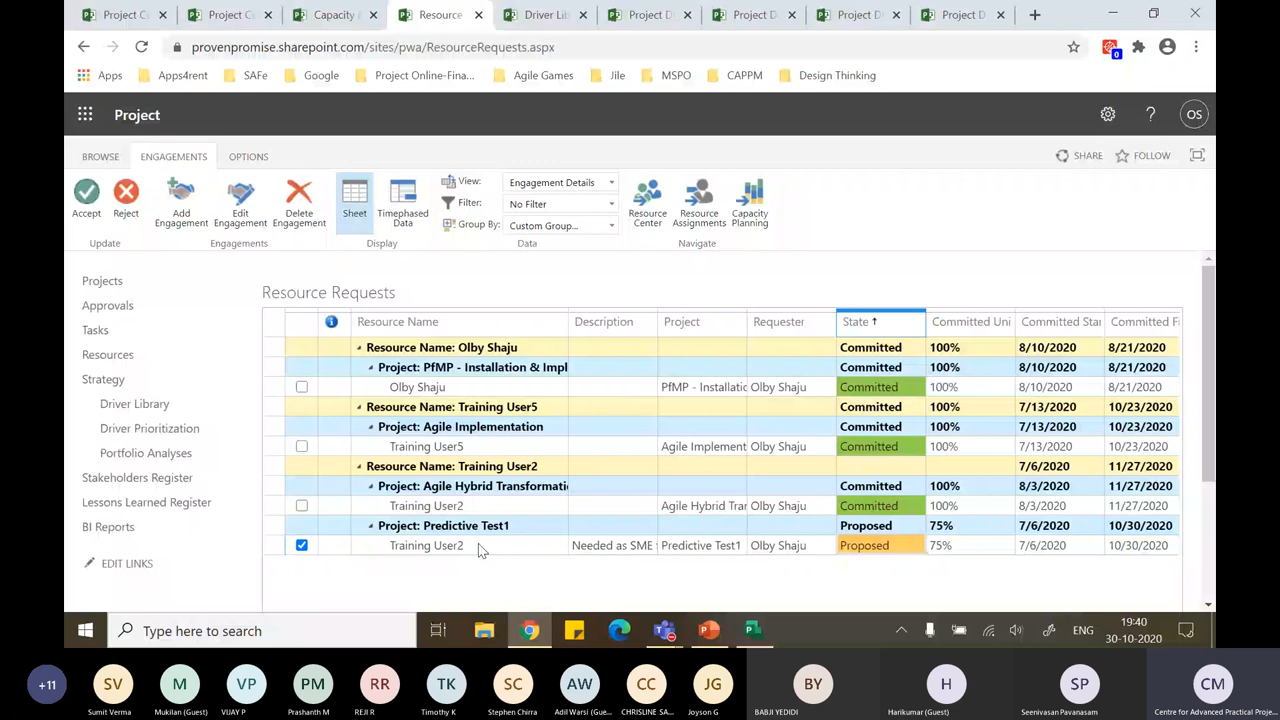 Project Ce
Project Ce
Capacity &
Resource
Driver Lib
Project D
Project D
Project D
Project D
provenpromise.sharepoint.com/sites/pwa/ResourceRequests.aspx
0
Apps
Apps4rent
SAFe
Google
Project Online-Fina...
Agile Games
Jile
MSPO
CAPPM
Design Thinking
Project
OS
BROWSE
ENGAGEMENTS
OPTIONS
SHARE
FOLLOW
Accept
Reject
Update
Add Engagement
Edit Engagement
Delete Engagement
Engagements
Sheet
Timephased Data
Display
View:
Engagement Details
Filter:
No Filter
Group By:
Custom Group...
Data
Resource Center
Resource Assignments
Capacity Planning
Navigate
Projects
Approvals
Tasks
Resources
Strategy
Driver Library
Driver Prioritization
Portfolio Analyses
Stakeholders Register
Lessons Learned Register
BI Reports
EDIT LINKS
Resource Requests
Resource Name Description Project Requester State Committed Uni Committed Star Committed Fi
Resource Name: Olby Shaju Committed 100% 8/10/2020 8/21/2020
Project: PfMP - Installation & Impl Committed 100% 8/10/2020 8/21/2020
Olby Shaju PfMP - Installatic Olby Shaju Committed 100% 8/10/2020 8/21/2020
Resource Name: Training User5 Committed 100% 7/13/2020 10/23/2020
Project: Agile Implementation Committed 100% 7/13/2020 10/23/2020
Training User5 Agile Implement Olby Shaju Committed 100% 7/13/2020 10/23/2020
Resource Name: Training User2 7/6/2020 11/27/2020
Project: Agile Hybrid Transformatio Committed 100% 8/3/2020 11/27/2020
Training User2 Agile Hybrid Tran Olby Shaju Committed 100% 8/3/2020 11/27/2020
Project: Predictive Test1 Proposed 75% 7/6/2020 10/30/2020
Training User2 Needed as SME Predictive Test1 Olby Shaju Proposed 75% 7/6/2020 10/30/2020
Type here to search
ENG
19:40
30-10-2020
+11
SV
M
VP
PM
RR
TK
SC
AW
CC
JG
BY
H
SP
CM
Sumit Verma
Mukilan (Guest)
VIJAY P
Prashanth M
REJI R
Timothy K
Stephen Chirra
Adil Warsi (Gue...
CHRISLINE SA...
Joyson G
BABJI YEDIDI
Harikumar (Guest)
Seenivasan Pavanasam
Centre for Advanced Practical Proje...